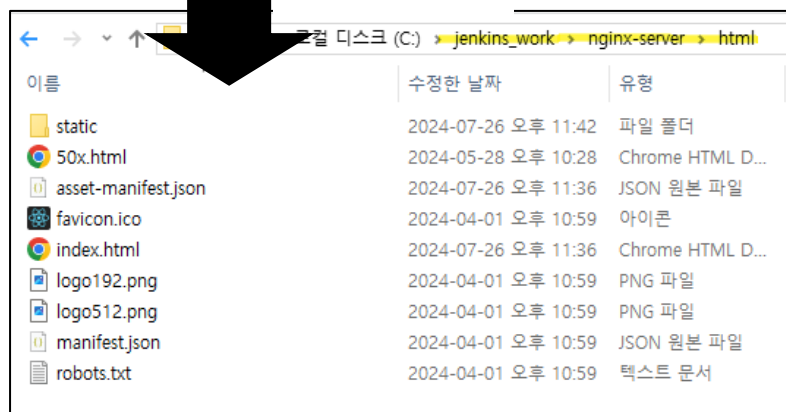 컬 디스크 (C:) > jenkins_work > nginx-server > html
이름 수정한 날짜 유형
static 2024-07-26 오후 11:42 파일 폴더
50x.html 2024-05-28 오후 10:28 Chrome HTML D...
asset-manifest.json 2024-07-26 오후 11:36 JSON 원본 파일
favicon.ico 2024-04-01 오후 10:59 아이콘
index.html 2024-07-26 오후 11:36 Chrome HTML D...
logo192.png 2024-04-01 오후 10:59 PNG 파일
logo512.png 2024-04-01 오후 10:59 PNG 파일
manifest.json 2024-04-01 오후 10:59 JSON 원본 파일
robots.txt 2024-04-01 오후 10:59 텍스트 문서